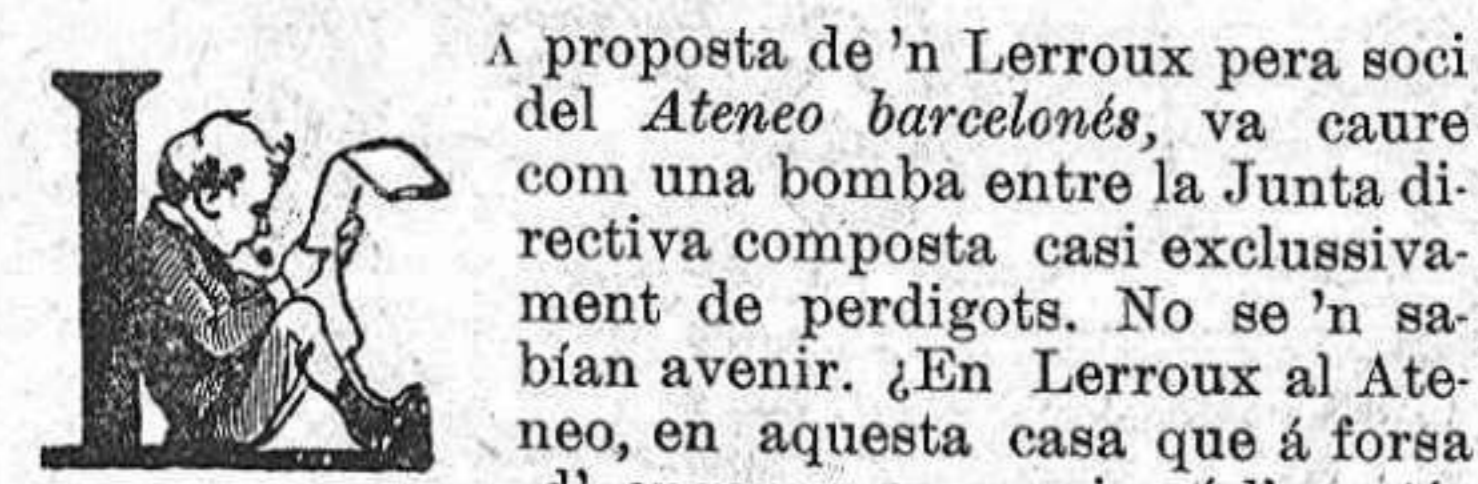 LA proposta de 'n Lerroux pera soci
del Ateneo barcelonés, va caure
com una bomba entre la Junta di-
rectiva composta casi exclussiva-
ment de perdigots. No se 'n sa-
bían avenir. ¿En Lerroux al Ate-
neo, en aquesta casa que á forsa